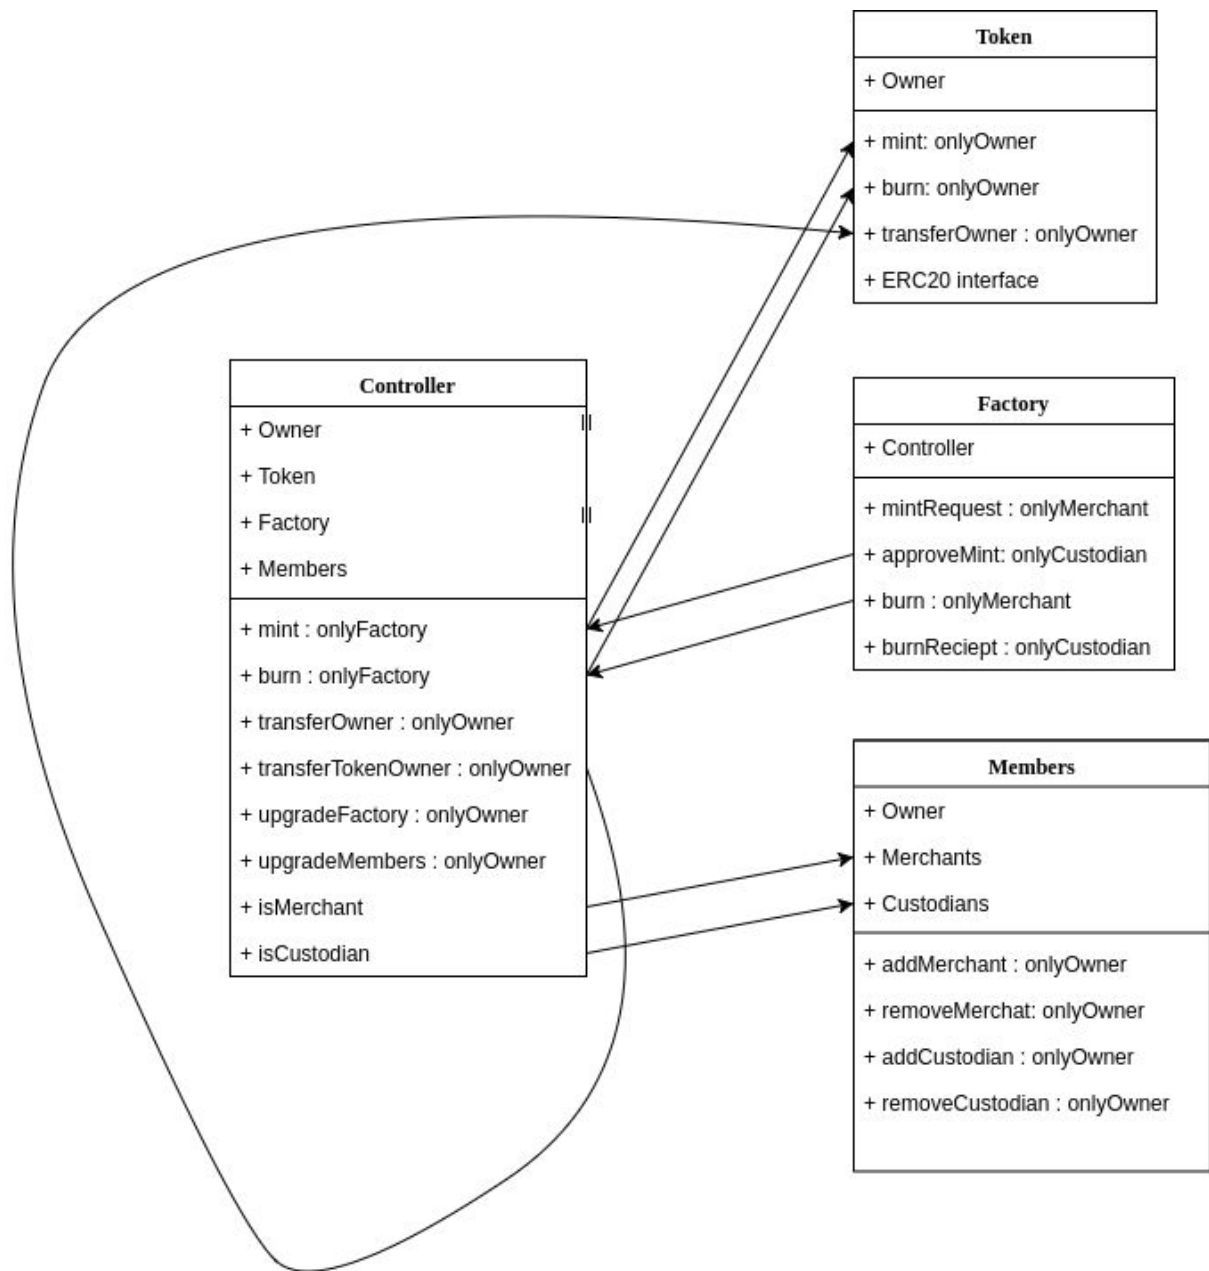 Token
+ Owner
+ mint: onlyOwner
+ burn: onlyOwner
+ transferOwner : onlyOwner
+ ERC20 interface
Controller
+ Owner
+ Token
+ Factory
+ Members
+ mint : onlyFactory
+ burn : onlyFactory
+ transferOwner : onlyOwner
+ transferTokenOwner : onlyOwner
+ upgradeFactory : onlyOwner
+ upgradeMembers : onlyOwner
+ isMerchant
+ isCustodian
Factory
+ Controller
+ mintRequest : onlyMerchant
+ approveMint: onlyCustodian
+ burn : onlyMerchant
+ burnReciept : onlyCustodian
Members
+ Owner
+ Merchants
+ Custodians
+ addMerchant : onlyOwner
+ removeMerchat: onlyOwner
+ addCustodian : onlyOwner
+ removeCustodian : onlyOwner